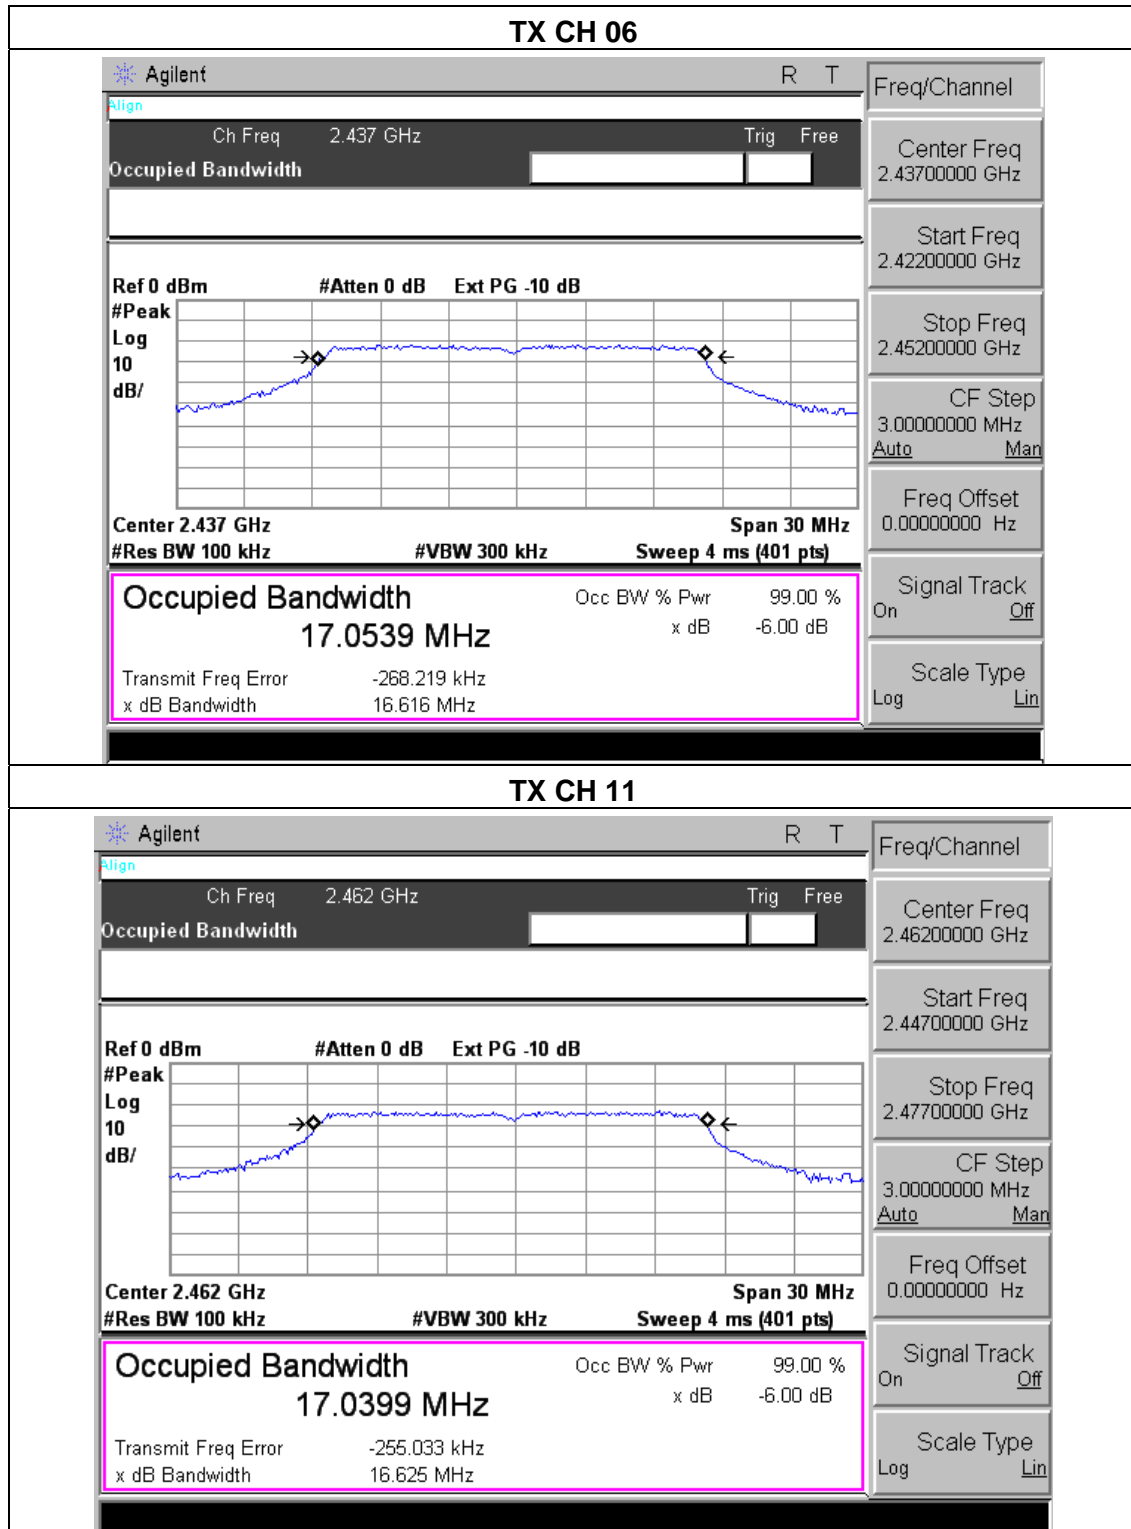 TX CH 06
Agilent R T
Freq/Channel
Align
Ch Freq 2.437 GHz Trig Free
Occupied Bandwidth
Center Freq
2.43700000 GHz
Start Freq
2.42200000 GHz
Stop Freq
2.45200000 GHz
CF Step
3.00000000 MHz
Auto Man
Freq Offset
0.00000000 Hz
Signal Track
On Off
Scale Type
Log Lin
Ref 0 dBm #Atten 0 dB Ext PG -10 dB
#Peak
Log
10
dB/
Center 2.437 GHz Span 30 MHz
#Res BW 100 kHz #VBW 300 kHz Sweep 4 ms (401 pts)
Occupied Bandwidth
17.0539 MHz
Occ BW % Pwr 99.00 %
x dB -6.00 dB
Transmit Freq Error -268.219 kHz
x dB Bandwidth 16.616 MHz
TX CH 11
Agilent R T
Freq/Channel
Align
Ch Freq 2.462 GHz Trig Free
Occupied Bandwidth
Center Freq
2.46200000 GHz
Start Freq
2.44700000 GHz
Stop Freq
2.47700000 GHz
CF Step
3.00000000 MHz
Auto Man
Freq Offset
0.00000000 Hz
Signal Track
On Off
Scale Type
Log Lin
Ref 0 dBm #Atten 0 dB Ext PG -10 dB
#Peak
Log
10
dB/
Center 2.462 GHz Span 30 MHz
#Res BW 100 kHz #VBW 300 kHz Sweep 4 ms (401 pts)
Occupied Bandwidth
17.0399 MHz
Occ BW % Pwr 99.00 %
x dB -6.00 dB
Transmit Freq Error -255.033 kHz
x dB Bandwidth 16.625 MHz